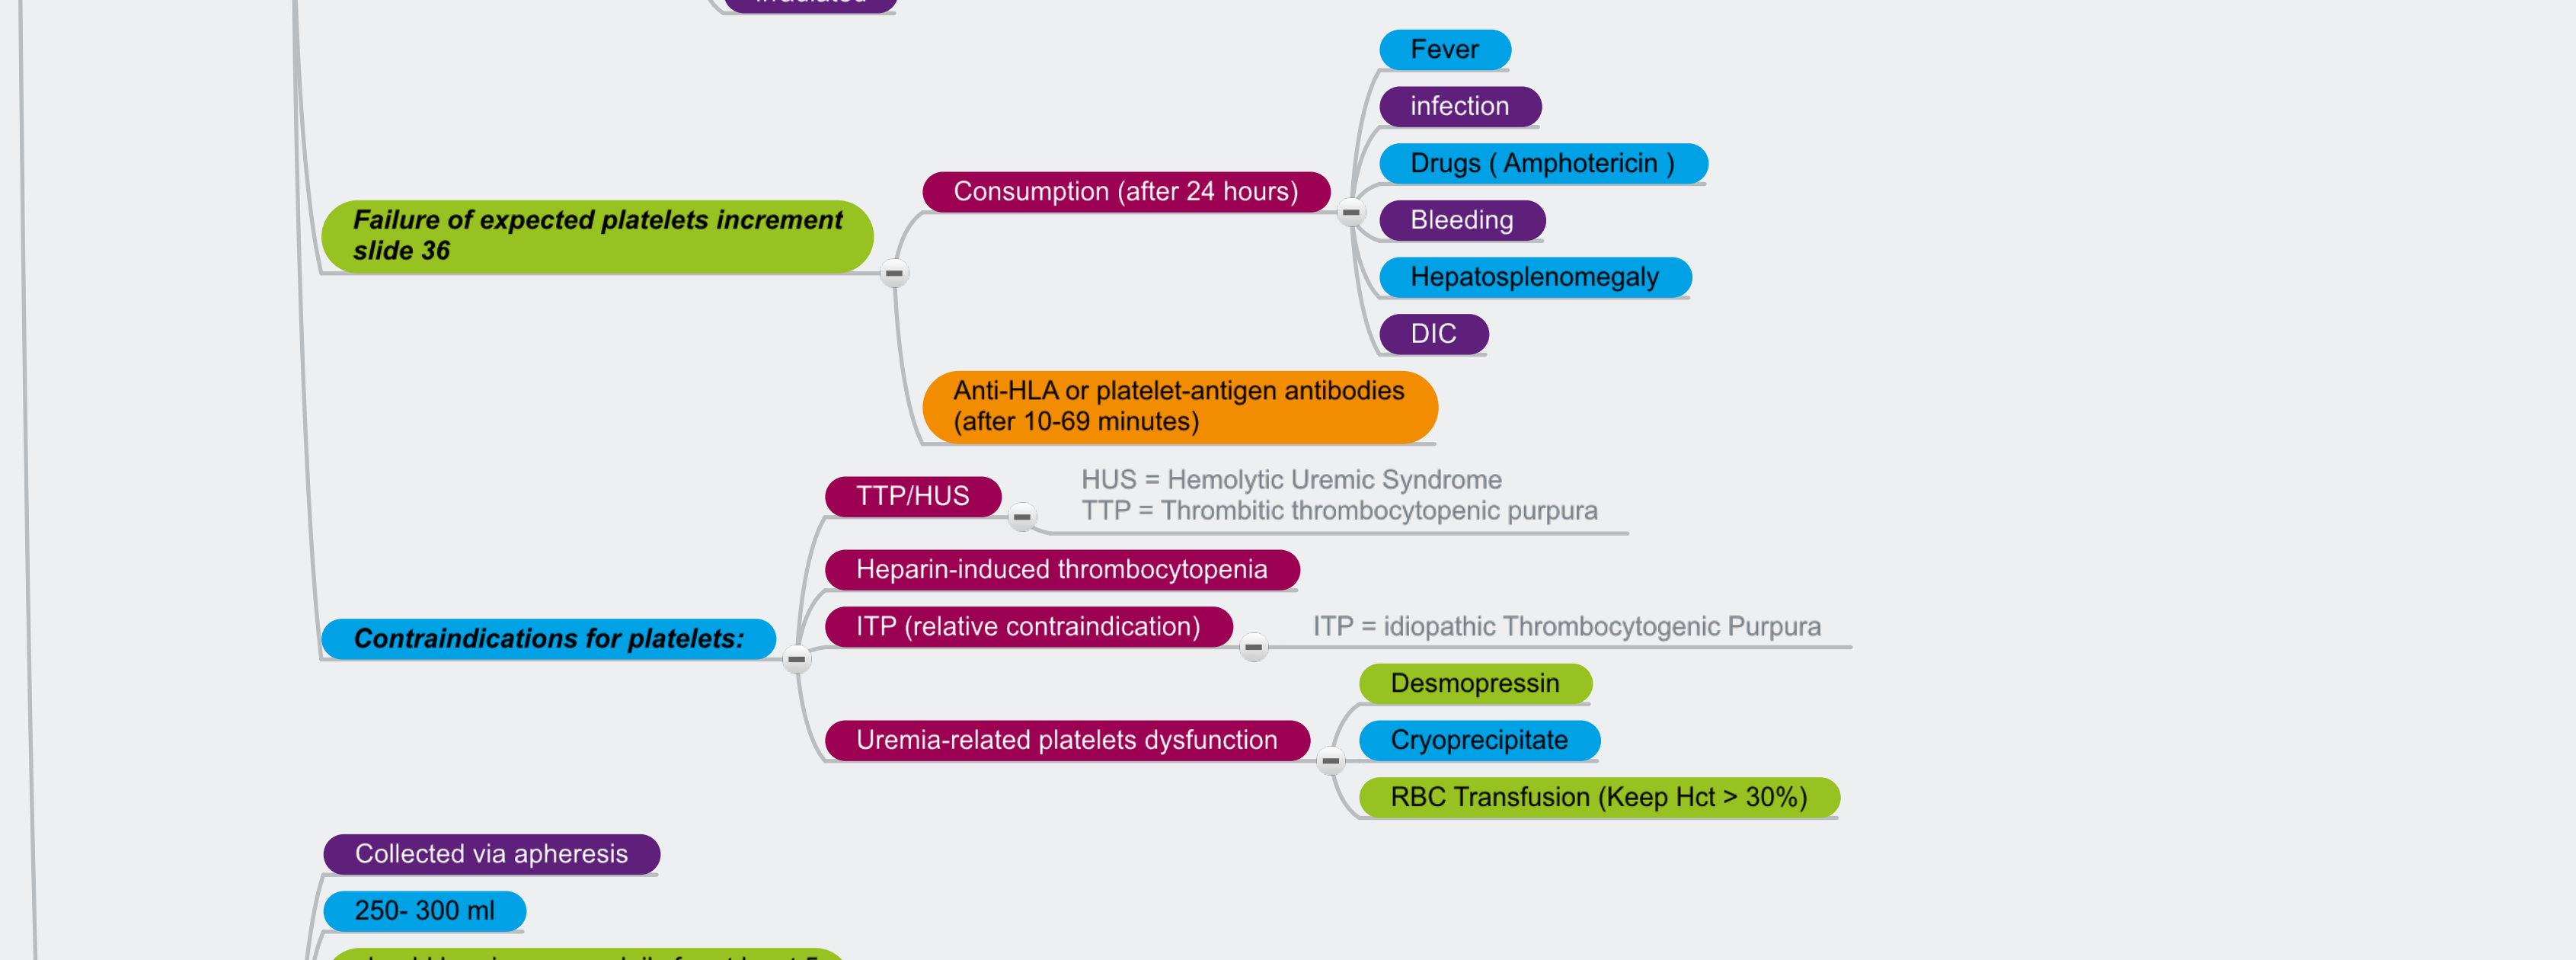 Irradiated
Fever
infection
Drugs ( Amphotericin )
Consumption (after 24 hours)
Failure of expected platelets increment
slide 36
Bleeding
Hepatosplenomegaly
DIC
Anti-HLA or platelet-antigen antibodies
(after 10-69 minutes)
TTP/HUS
HUS = Hemolytic Uremic Syndrome
TTP = Thrombitic thrombocytopenic purpura
Heparin-induced thrombocytopenia
Contraindications for platelets:
ITP (relative contraindication)
ITP = idiopathic Thrombocytogenic Purpura
Desmopressin
Uremia-related platelets dysfunction
Cryoprecipitate
RBC Transfusion (Keep Hct > 30%)
Collected via apheresis
250- 300 ml